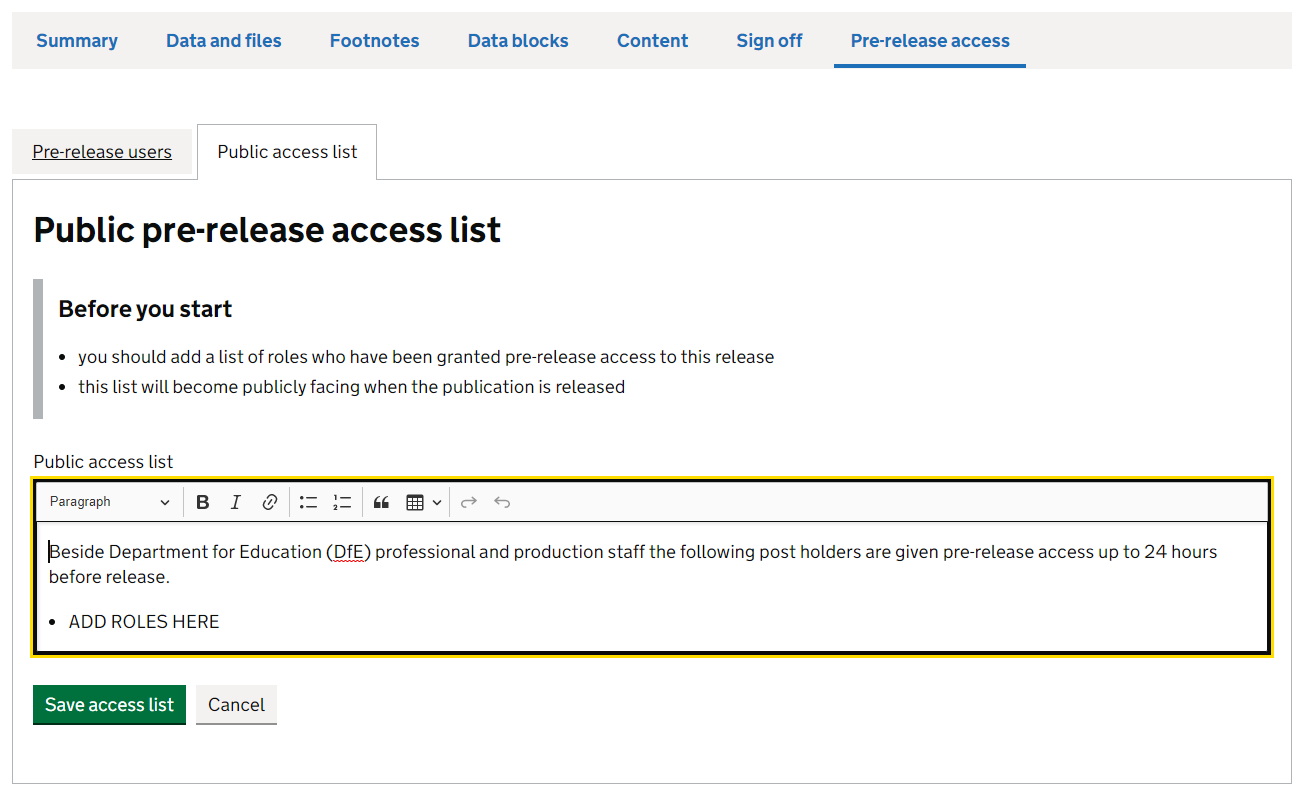 Summary Data and files Footnotes Data blocks Content Sign off Pre-release access
Pre-release users Public access list
Public pre-release access list
Before you start
• you should add a list of roles who have been granted pre-release access to this release
• this list will become publicly facing when the publication is released
Public access list
Paragraph B I
Beside Department for Education (DfE) professional and production staff the following post holders are given pre-release access up to 24 hours
before release.
• ADD ROLES HERE
Save access list Cancel